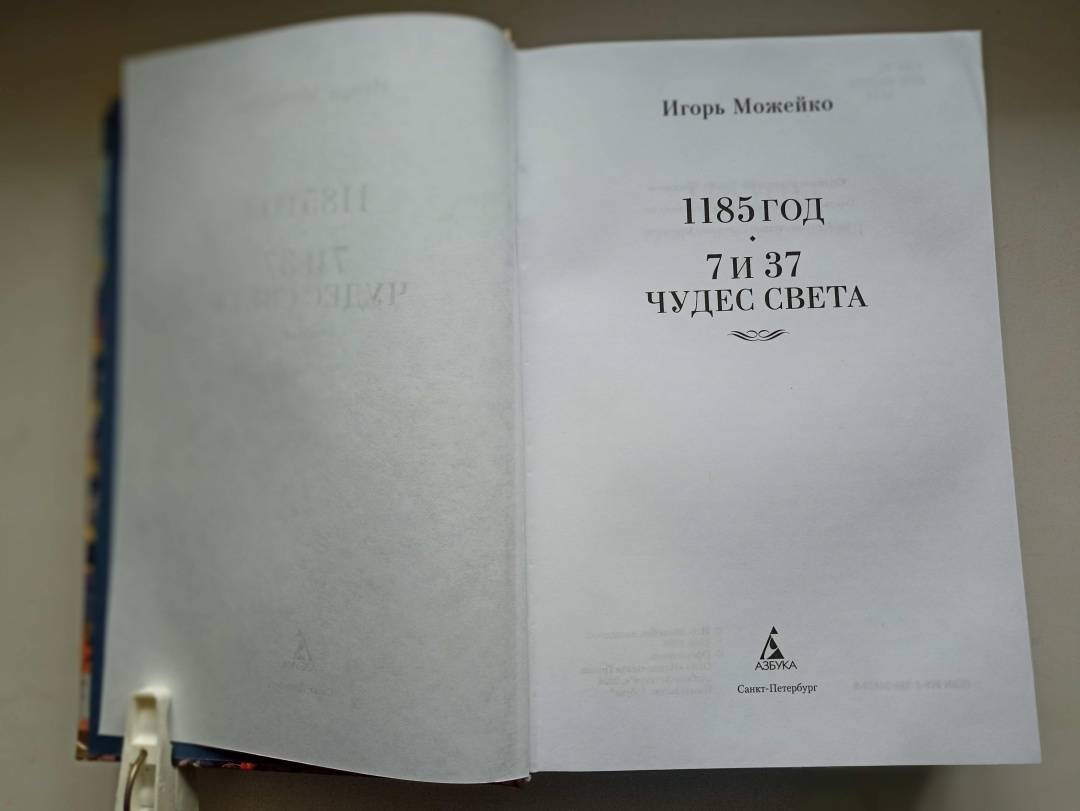 Игорь Можейко
1185 ГОД
7 И 37
ЧУДЕС СВЕТА
АЗБУКА
Санкт-Петербург